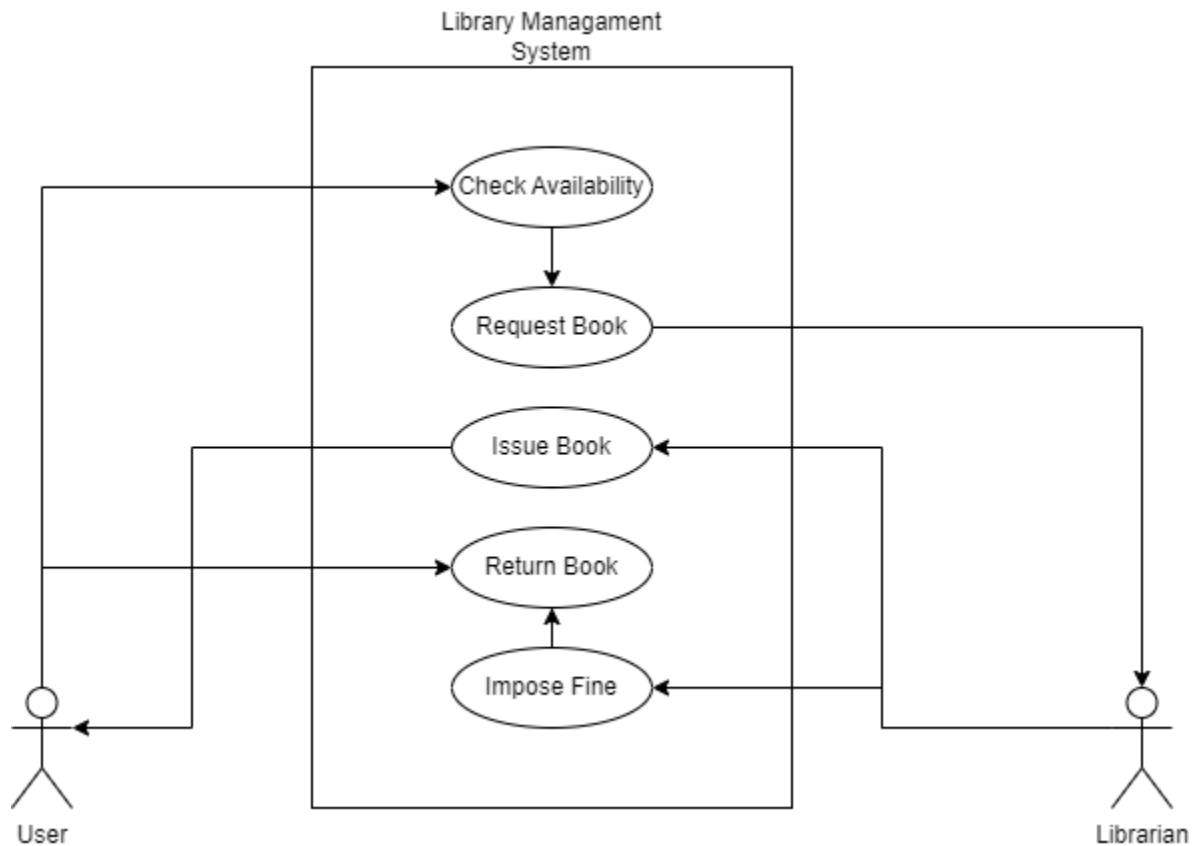 Library Managament
System
Check Availability
Request Book
Issue Book
Return Book
Impose Fine
User
Librarian